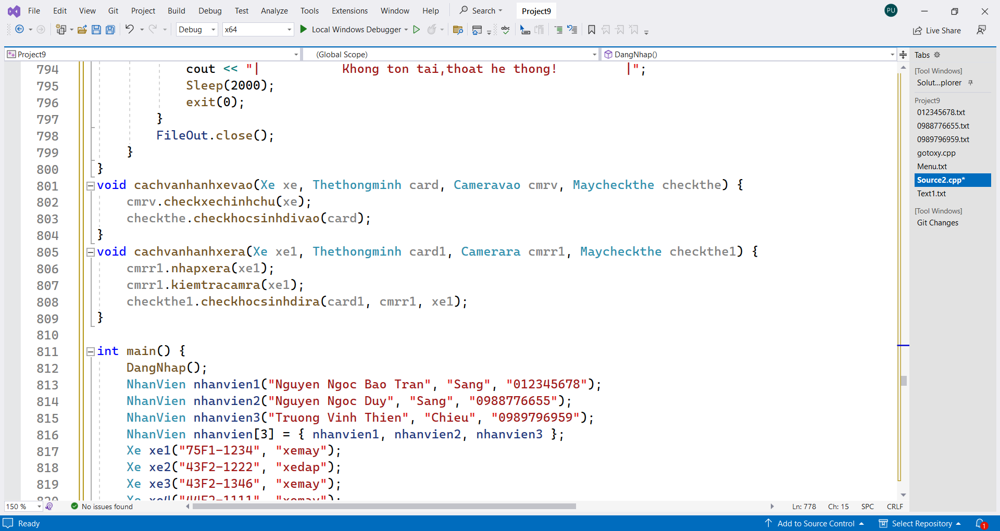 File Edit View Git Project Build Debug Test Analyze Tools Extensions Window Help Search Project9 PU
Debug x64 Local Windows Debugger abc Live Share
Project9 (Global Scope) DangNhap()
794 cout << "|           Khong ton tai,thoat he thong!         |";
795 Sleep(2000);
796 exit(0);
797 }
798 FileOut.close();
799 }
800 }
801 void cachvanhanhxevao(Xe xe, Thethongminh card, Cameravao cmrv, Maycheckthe checkthe) {
802 cmrv.checkxechinhchu(xe);
803 checkthe.checkhocsinhdivao(card);
804 }
805 void cachvanhanhxera(Xe xe1, Thethongminh card1, Camerara cmrr1, Maycheckthe checkthe1) {
806 cmrr1.nhapxera(xe1);
807 cmrr1.kiemtracamra(xe1);
808 checkthe1.checkhocsinhdira(card1, cmrr1, xe1);
809 }
810
811 int main() {
812 DangNhap();
813 NhanVien nhanvien1("Nguyen Ngoc Bao Tran", "Sang", "012345678");
814 NhanVien nhanvien2("Nguyen Ngoc Duy", "Sang", "0988776655");
815 NhanVien nhanvien3("Truong Vinh Thien", "Chieu", "0989796959");
816 NhanVien nhanvien[3] = { nhanvien1, nhanvien2, nhanvien3 };
817 Xe xe1("75F1-1234", "xemay");
818 Xe xe2("43F2-1222", "xedap");
819 Xe xe3("43F2-1346", "xemay");
820 Xe xe4("44F2-1111", "xemay");
Tabs
[Tool Windows]
Solut...plorer
Project9
012345678.txt
0988776655.txt
0989796959.txt
gotoxy.cpp
Menu.txt
Source2.cpp*
Text1.txt
[Tool Windows]
Git Changes
150 % No issues found Ln: 778 Ch: 15 SPC CRLF
Ready Add to Source Control Select Repository 1